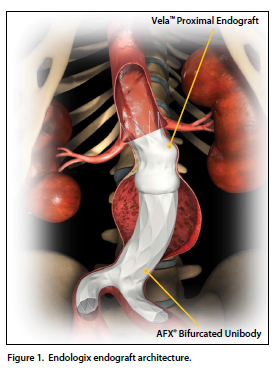 Vela™ Proximal Endograft
AFX® Bifurcated Unibody
Figure 1. Endologix endograft architecture.